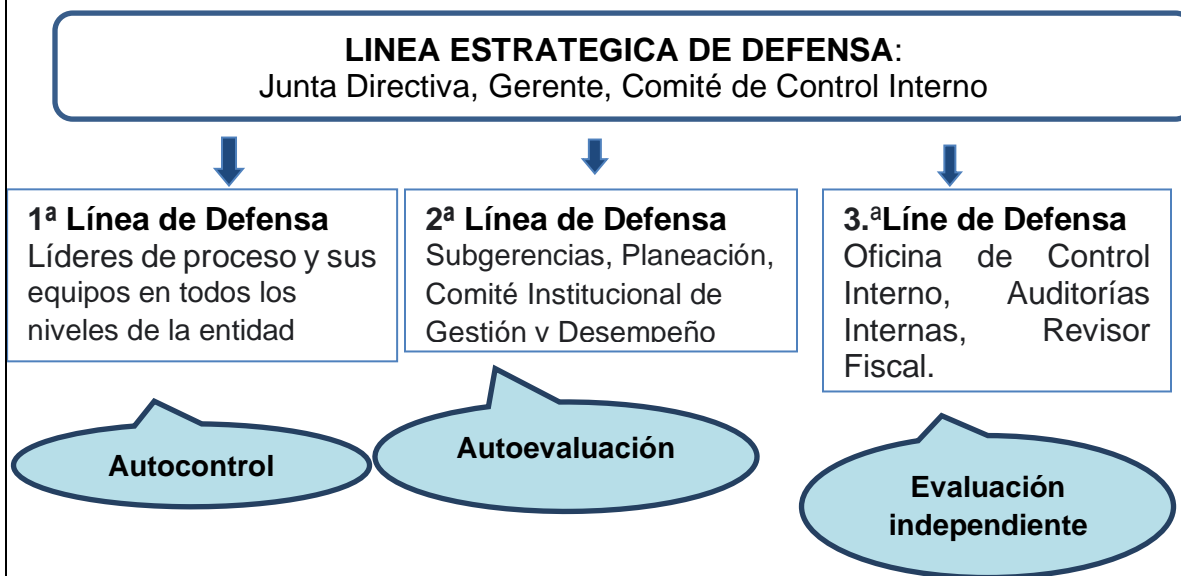 LINEA ESTRATEGICA DE DEFENSA:
Junta Directiva, Gerente, Comité de Control Interno
1ª Línea de Defensa
Líderes de proceso y sus
equipos en todos los
niveles de la entidad
2ª Línea de Defensa
Subgerencias, Planeación,
Comité Institucional de
Gestión y Desempeño
3.ªLíne de Defensa
Oficina de Control
Interno, Auditorías
Internas, Revisor
Fiscal.
Autocontrol
Autoevaluación
Evaluación
independiente